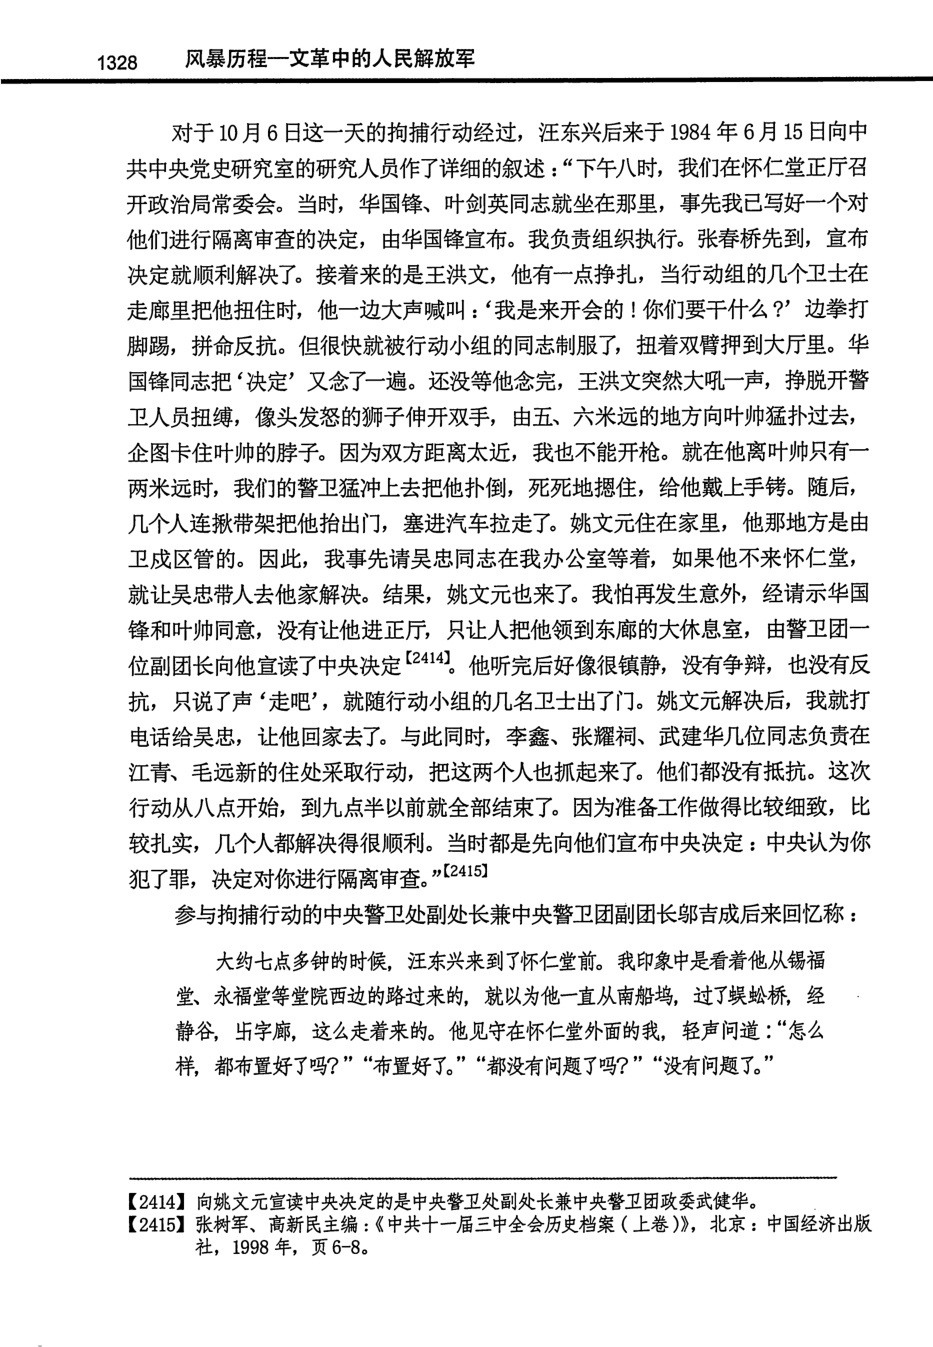 1328 风暴历程—文革中的人民解放军
对于10月6日这一天的拘捕行动经过，汪东兴后来于1984年6月15日向中
共中央党史研究室的研究人员作了详细的叙述：“下午八时，我们在怀仁堂正厅召
开政治局常委会。当时，华国锋、叶剑英同志就坐在那里，事先我已写好一个对
他们进行隔离审查的决定，由华国锋宣布。我负责组织执行。张春桥先到，宣布
决定就顺利解决了。接着来的是王洪文，他有一点挣扎，当行动组的几个卫士在
走廊里把他扭住时，他一边大声喊叫：‘我是来开会的！你们要干什么？’边拳打
脚踢，拼命反抗。但很快就被行动小组的同志制服了，扭着双臂押到大厅里。华
国锋同志把‘决定’又念了一遍。还没等他念完，王洪文突然大吼一声，挣脱开警
卫人员扭缚，像头发怒的狮子伸开双手，由五、六米远的地方向叶帅猛扑过去，
企图卡住叶帅的脖子。因为双方距离太近，我也不能开枪。就在他离叶帅只有一
两米远时，我们的警卫猛冲上去把他扑倒，死死地摁住，给他戴上手铐。随后，
几个人连揪带架把他抬出门，塞进汽车拉走了。姚文元住在家里，他那地方是由
卫戍区管的。因此，我事先请吴忠同志在我办公室等着，如果他不来怀仁堂，
就让吴忠带人去他家解决。结果，姚文元也来了。我怕再发生意外，经请示华国
锋和叶帅同意，没有让他进正厅，只让人把他领到东廊的大休息室，由警卫团一
位副团长向他宣读了中央决定【2414】。他听完后好像很镇静，没有争辩，也没有反
抗，只说了声‘走吧’，就随行动小组的几名卫士出了门。姚文元解决后，我就打
电话给吴忠，让他回家去了。与此同时，李鑫、张耀祠、武建华几位同志负责在
江青、毛远新的住处采取行动，把这两个人也抓起来了。他们都没有抵抗。这次
行动从八点开始，到九点半以前就全部结束了。因为准备工作做得比较细致，比
较扎实，几个人都解决得很顺利。当时都是先向他们宣布中央决定：中央认为你
犯了罪，决定对你进行隔离审查。”【2415】
参与拘捕行动的中央警卫处副处长兼中央警卫团副团长邬吉成后来回忆称：
大约七点多钟的时候，汪东兴来到了怀仁堂前。我印象中是看着他从锡福
堂、永福堂等堂院西边的路过来的，就以为他一直从南船坞，过了蜈蚣桥，经
静谷，卐字廊，这么走着来的。他见守在怀仁堂外面的我，轻声问道：“怎么
样，都布置好了吗？”“布置好了。”“都没有问题了吗？”“没有问题了。”
【2414】向姚文元宣读中央决定的是中央警卫处副处长兼中央警卫团政委武健华。
【2415】张树军、高新民主编：《中共十一届三中全会历史档案（上卷）》，北京：中国经济出版
社，1998年，页6-8。